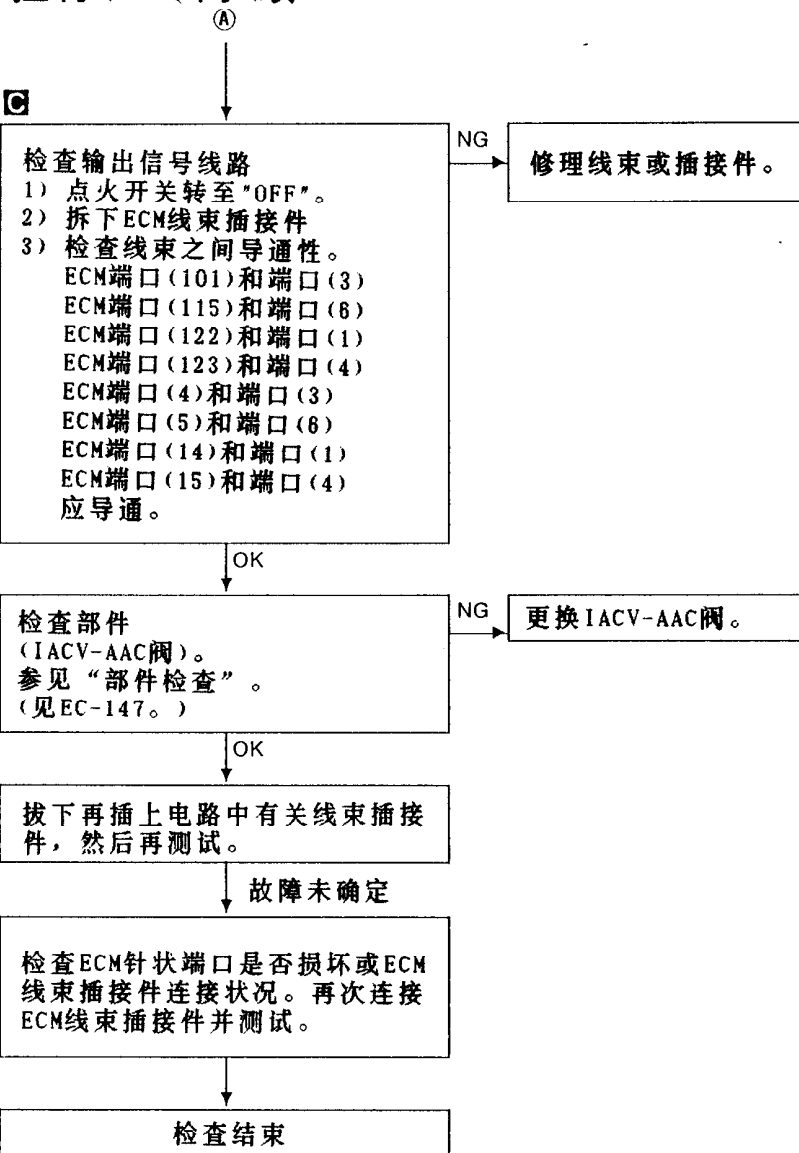 Ⓐ
C
检查输出信号线路
1) 点火开关转至"OFF"。
2) 拆下ECM线束插接件
3) 检查线束之间导通性。
ECM端口(101)和端口(3)
ECM端口(115)和端口(6)
ECM端口(122)和端口(1)
ECM端口(123)和端口(4)
ECM端口(4)和端口(3)
ECM端口(5)和端口(6)
ECM端口(14)和端口(1)
ECM端口(15)和端口(4)
应导通。
NG
修理线束或插接件。
OK
检查部件
(IACV-AAC阀)。
参见“部件检查”。
(见EC-147。)
NG
更换IACV-AAC阀。
OK
拔下再插上电路中有关线束插接
件，然后再测试。
故障未确定
检查ECM针状端口是否损坏或ECM
线束插接件连接状况。再次连接
ECM线束插接件并测试。
检查结束